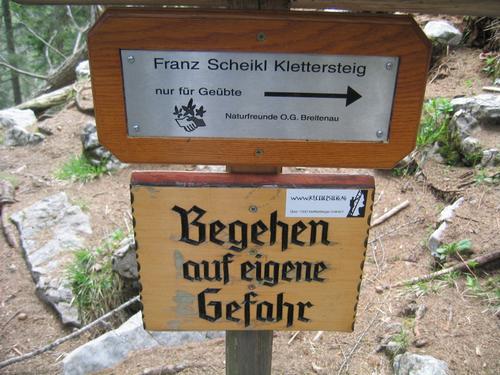 Franz Scheikl Klettersteig
nur für Geübte
Naturfreunde O.G. Breitenau
Begehen
auf eigene
Gefahr